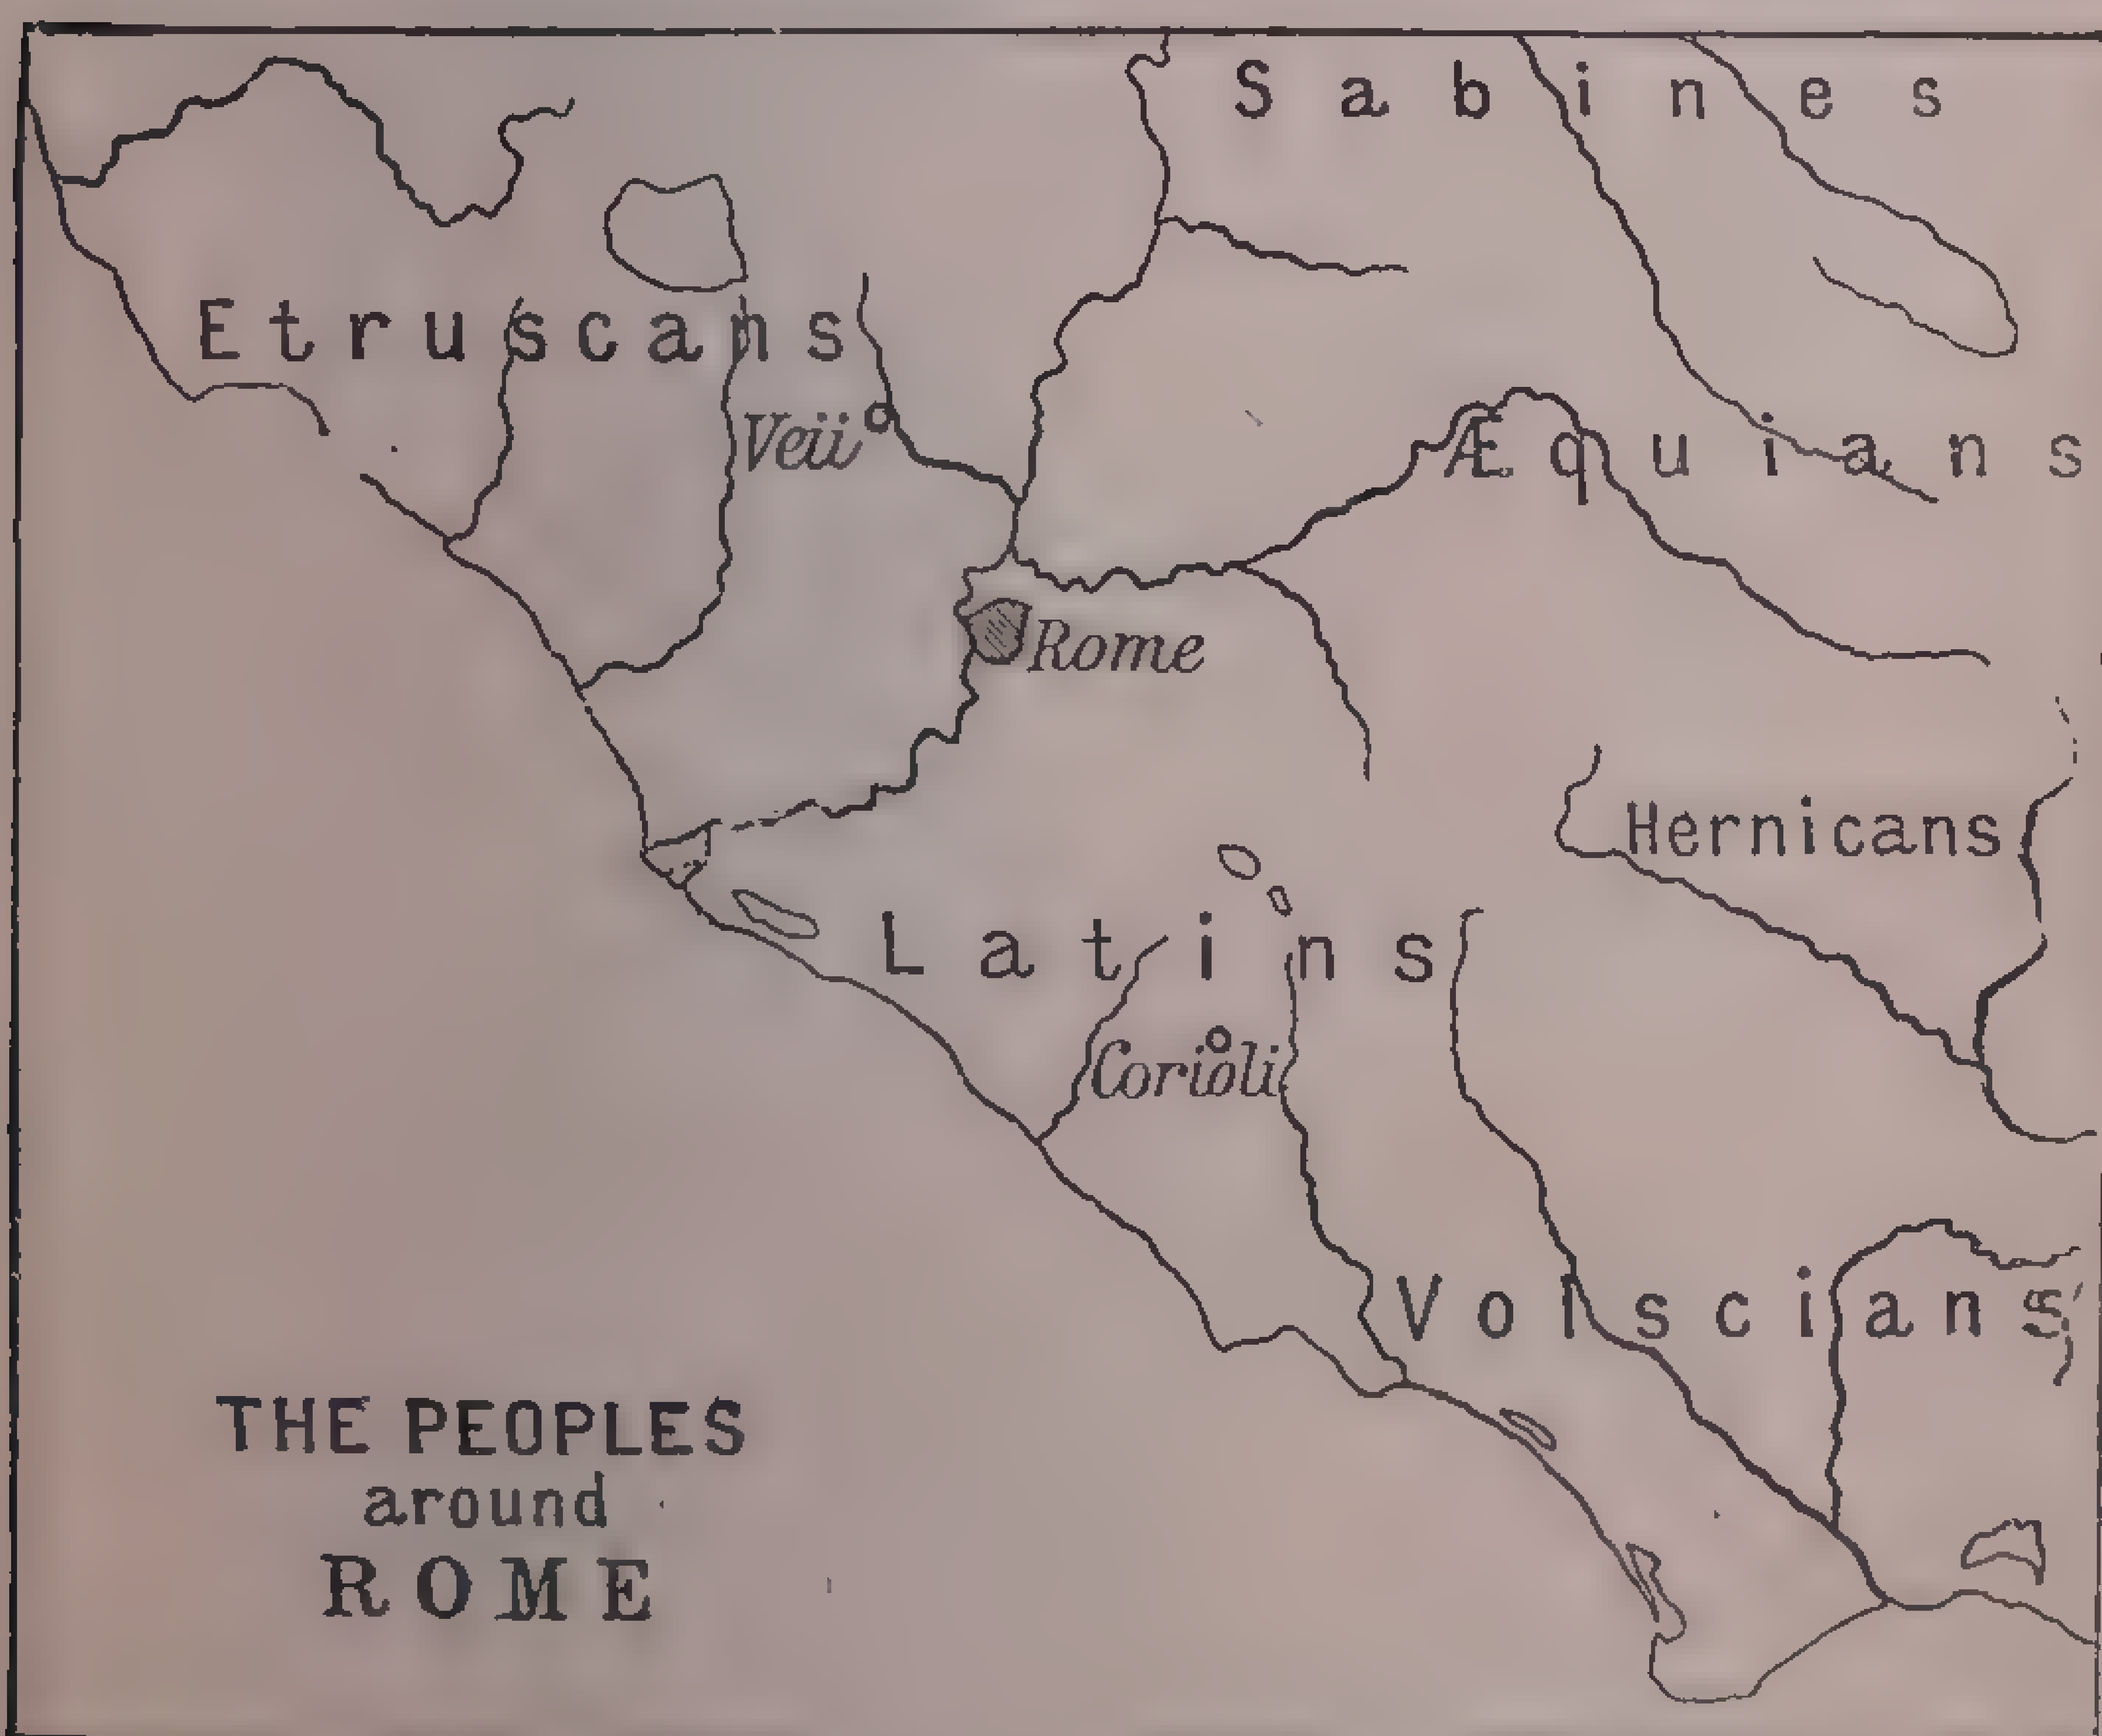 Sabines
Etruscans
Veii
Æquians
Rome
Hernicans
Latins
Corioli
Volscians
THE PEOPLES
around
ROME